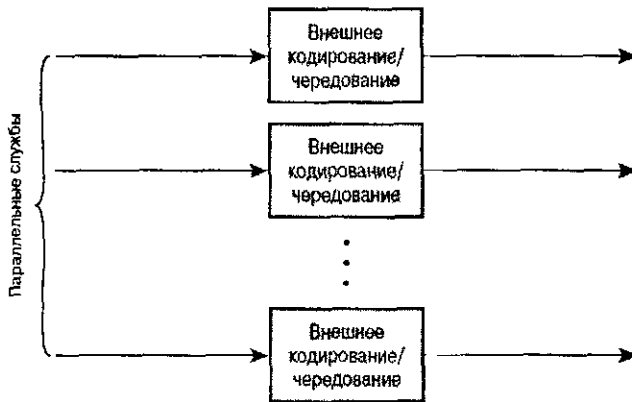 Внешнее
кодирование/
чередование
Параллельные службы
Внешнее
кодирование/
чередование
Внешнее
кодирование/
чередование